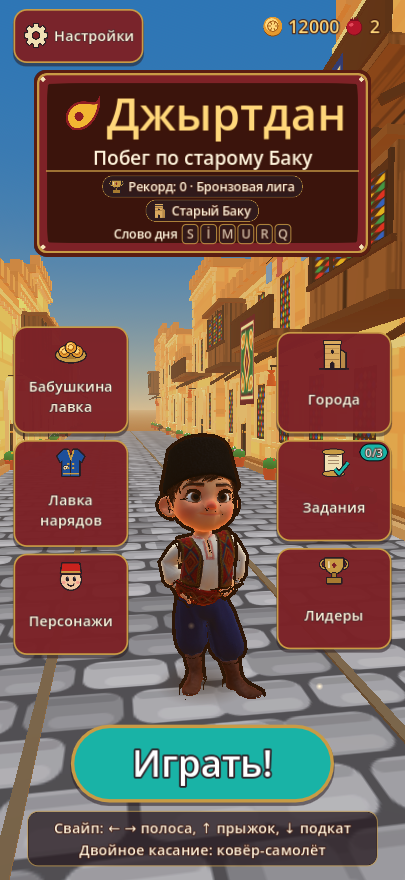 Настройки
12000 2
Джыртдан
Побег по старому Баку
Рекорд: 0 · Бронзовая лига
Старый Баку
Слово дня S İ M U R Q
Бабушкина
лавка
Города
Лавка
нарядов
0/3
Задания
Персонажи
Лидеры
Играть!
Свайп: ← → полоса, ↑ прыжок, ↓ подкат
Двойное касание: ковёр-самолёт